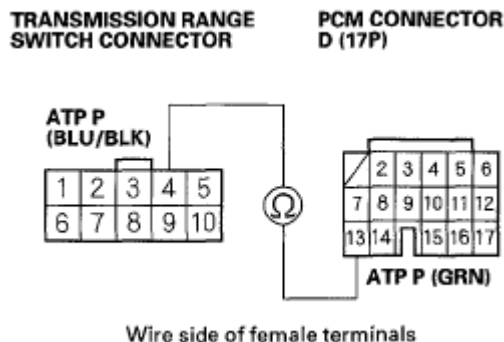 TRANSMISSION RANGE
SWITCH CONNECTOR
PCM CONNECTOR
D (17P)
ATP P
(BLU/BLK)
1 2 3 4 5
6 7 8 9 10
Ω
2 3 4 5 6
7 8 9 10 11 12
13 14 15 16 17
ATP P (GRN)
Wire side of female terminals